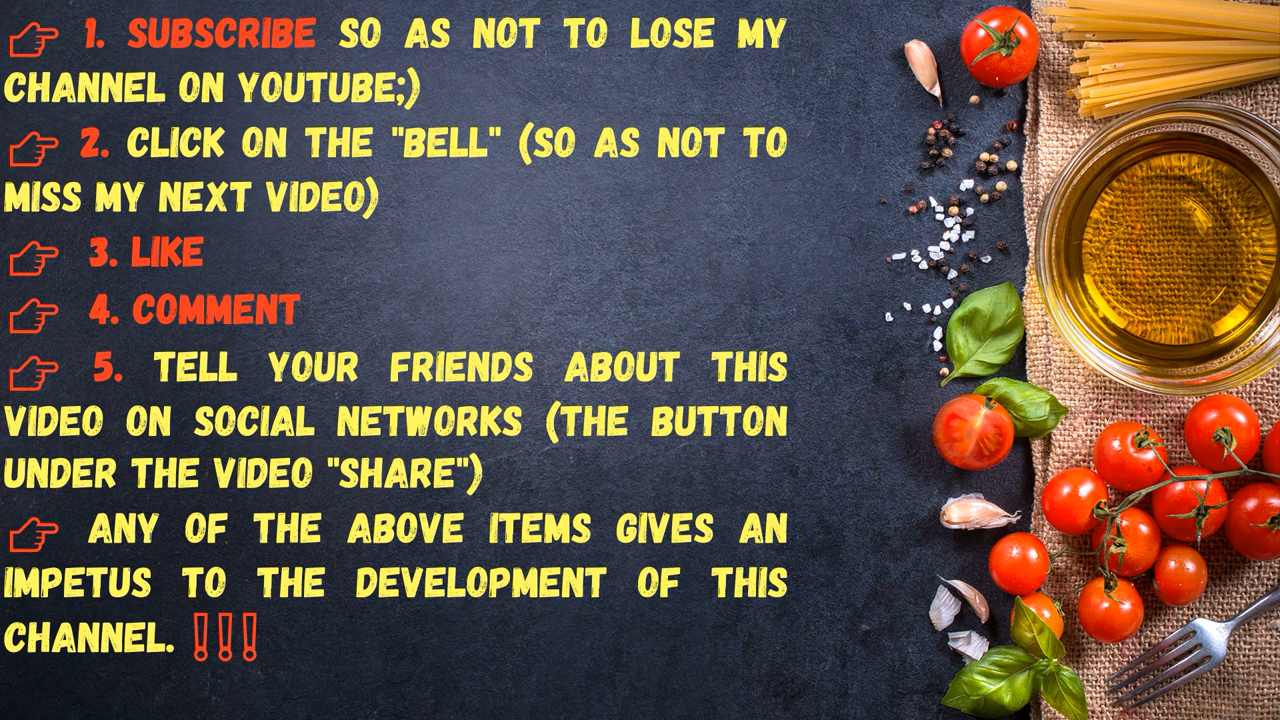 👉 1. SUBSCRIBE SO AS NOT TO LOSE MY
CHANNEL ON YOUTUBE;)
👉 2. CLICK ON THE "BELL" (SO AS NOT TO
MISS MY NEXT VIDEO)
👉 3. LIKE
👉 4. COMMENT
👉 5. TELL YOUR FRIENDS ABOUT THIS
VIDEO ON SOCIAL NETWORKS (THE BUTTON
UNDER THE VIDEO "SHARE")
👉 ANY OF THE ABOVE ITEMS GIVES AN
IMPETUS TO THE DEVELOPMENT OF THIS
CHANNEL. !!!